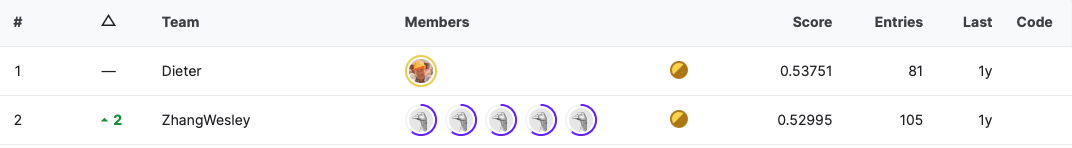 # △ Team Members Score Entries Last Code
1 — Dieter 0.53751 81 1y
2 2 ZhangWesley 0.52995 105 1y